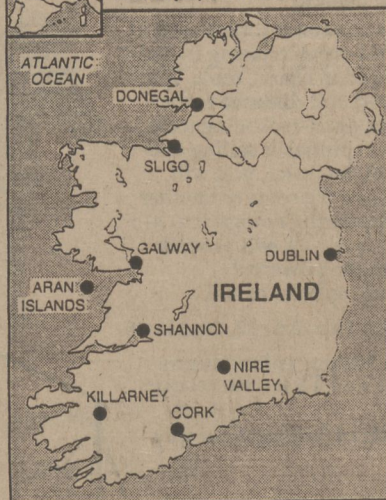 ATLANTIC
OCEAN
DONEGAL
SLIGO
GALWAY
DUBLIN
ARAN
ISLANDS
IRELAND
SHANNON
NIRE
VALLEY
KILLARNEY
CORK